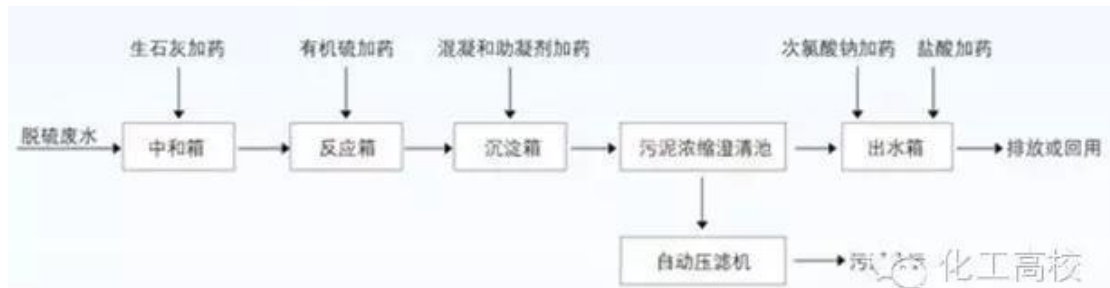 生石灰加药
有机硫加药
混凝和助凝剂加药
次氯酸钠加药
盐酸加药
脱硫废水
中和箱
反应箱
沉淀箱
污泥浓缩澄清池
出水箱
排放或回用
自动压滤机
化工高校